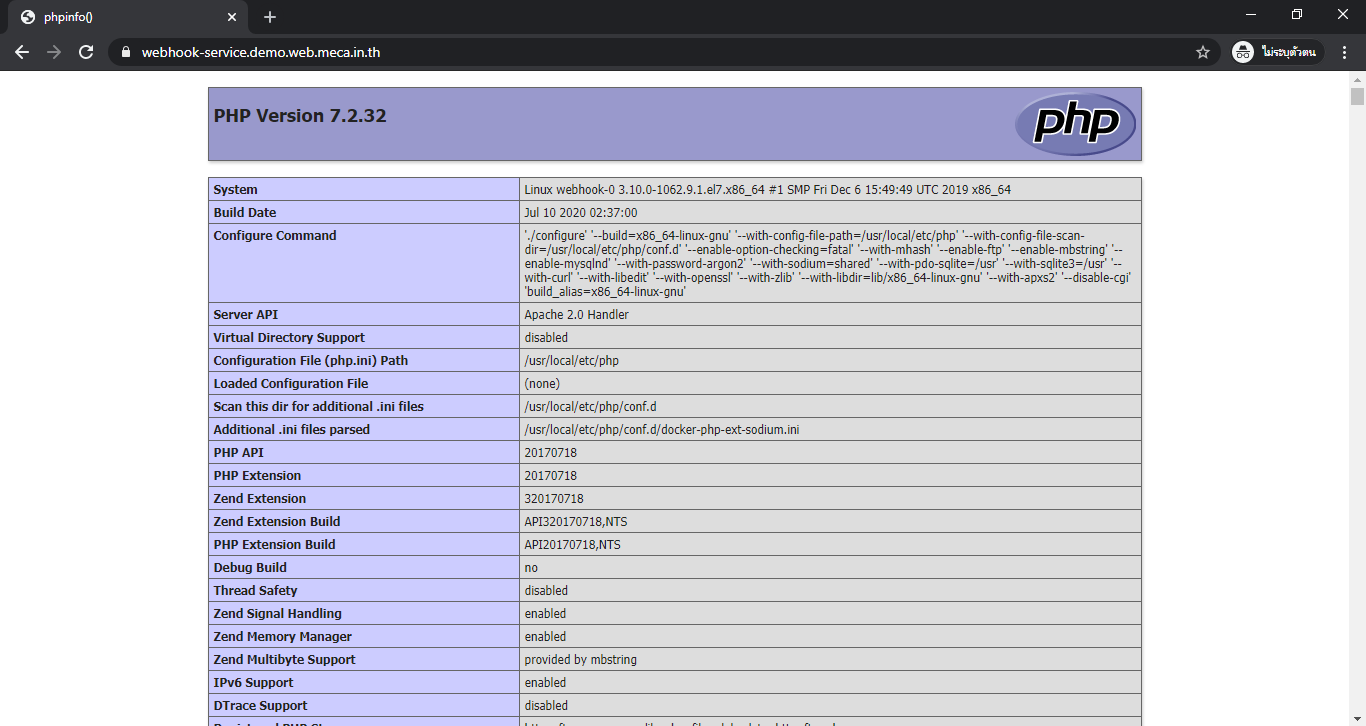 phpinfo()
webhook-service.demo.web.meca.in.th
ไม่ระบุตัวตน
PHP Version 7.2.32
php
System Linux webhook-0 3.10.0-1062.9.1.el7.x86_64 #1 SMP Fri Dec 6 15:49:49 UTC 2019 x86_64
Build Date Jul 10 2020 02:37:00
Configure Command './configure' '--build=x86_64-linux-gnu' '--with-config-file-path=/usr/local/etc/php' '--with-config-file-scan-
dir=/usr/local/etc/php/conf.d' '--enable-option-checking=fatal' '--with-mhash' '--enable-ftp' '--enable-mbstring' '--
enable-mysqlnd' '--with-password-argon2' '--with-sodium=shared' '--with-pdo-sqlite=/usr' '--with-sqlite3=/usr' '--
with-curl' '--with-libedit' '--with-openssl' '--with-zlib' '--with-libdir=lib/x86_64-linux-gnu' '--with-apxs2' '--disable-cgi'
'build_alias=x86_64-linux-gnu'
Server API Apache 2.0 Handler
Virtual Directory Support disabled
Configuration File (php.ini) Path /usr/local/etc/php
Loaded Configuration File (none)
Scan this dir for additional .ini files /usr/local/etc/php/conf.d
Additional .ini files parsed /usr/local/etc/php/conf.d/docker-php-ext-sodium.ini
PHP API 20170718
PHP Extension 20170718
Zend Extension 320170718
Zend Extension Build API320170718,NTS
PHP Extension Build API20170718,NTS
Debug Build no
Thread Safety disabled
Zend Signal Handling enabled
Zend Memory Manager enabled
Zend Multibyte Support provided by mbstring
IPv6 Support enabled
DTrace Support disabled